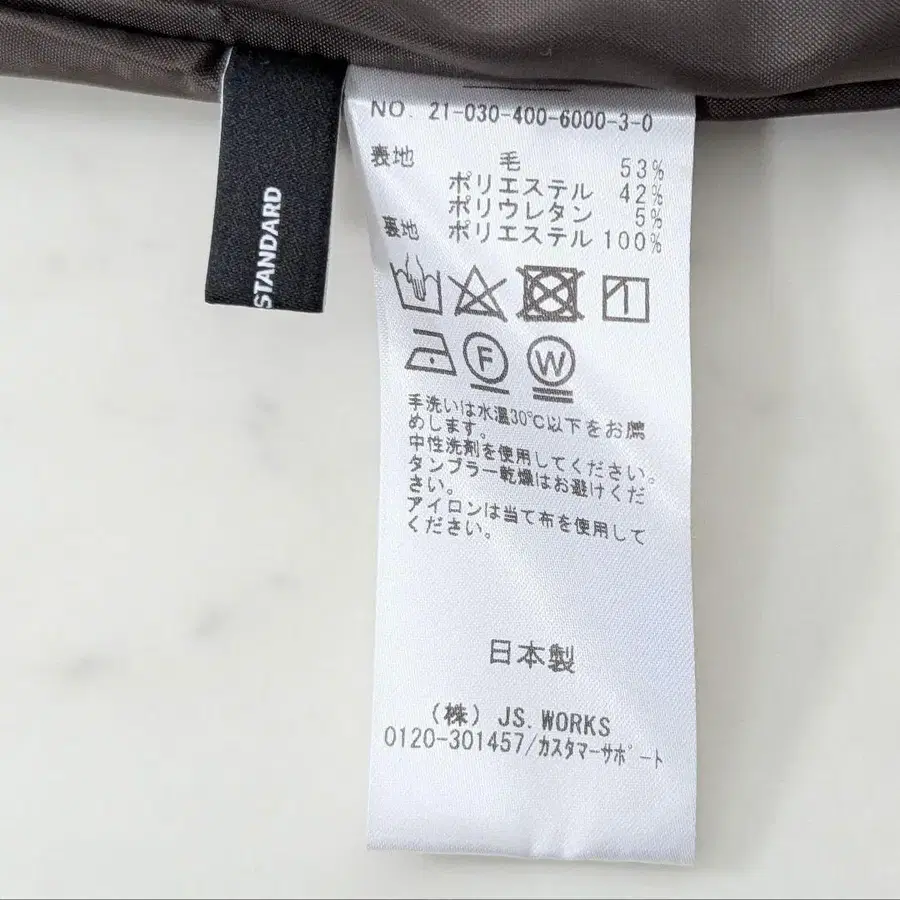 STANDARD
NO. 21-030-400-6000-3-0
表地 毛 53%
ポリエステル 42%
ポリウレタン 5%
裏地 ポリエステル 100%
F W
手洗いは水温30℃以下をお薦
めします。
中性洗剤を使用してください。
タンブラー乾燥はお避けくだ
さい。
アイロンは当て布を使用して
ください。
日本製
(株) JS.WORKS
0120-301457/カスタマーサポート